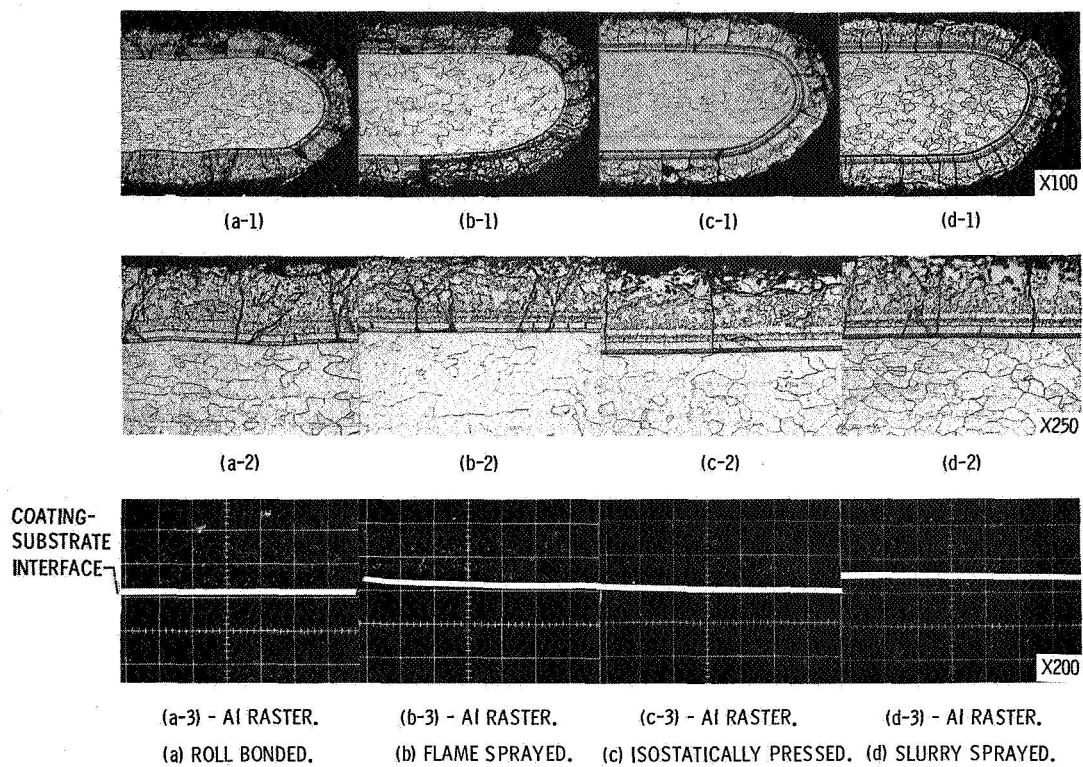 X100
(a-1) (b-1) (c-1) (d-1)
X250
(a-2) (b-2) (c-2) (d-2)
COATING-
SUBSTRATE
INTERFACE
X200
(a-3) - Al RASTER. (b-3) - Al RASTER. (c-3) - Al RASTER. (d-3) - Al RASTER.
(a) ROLL BONDED. (b) FLAME SPRAYED. (c) ISOSTATICALLY PRESSED. (d) SLURRY SPRAYED.